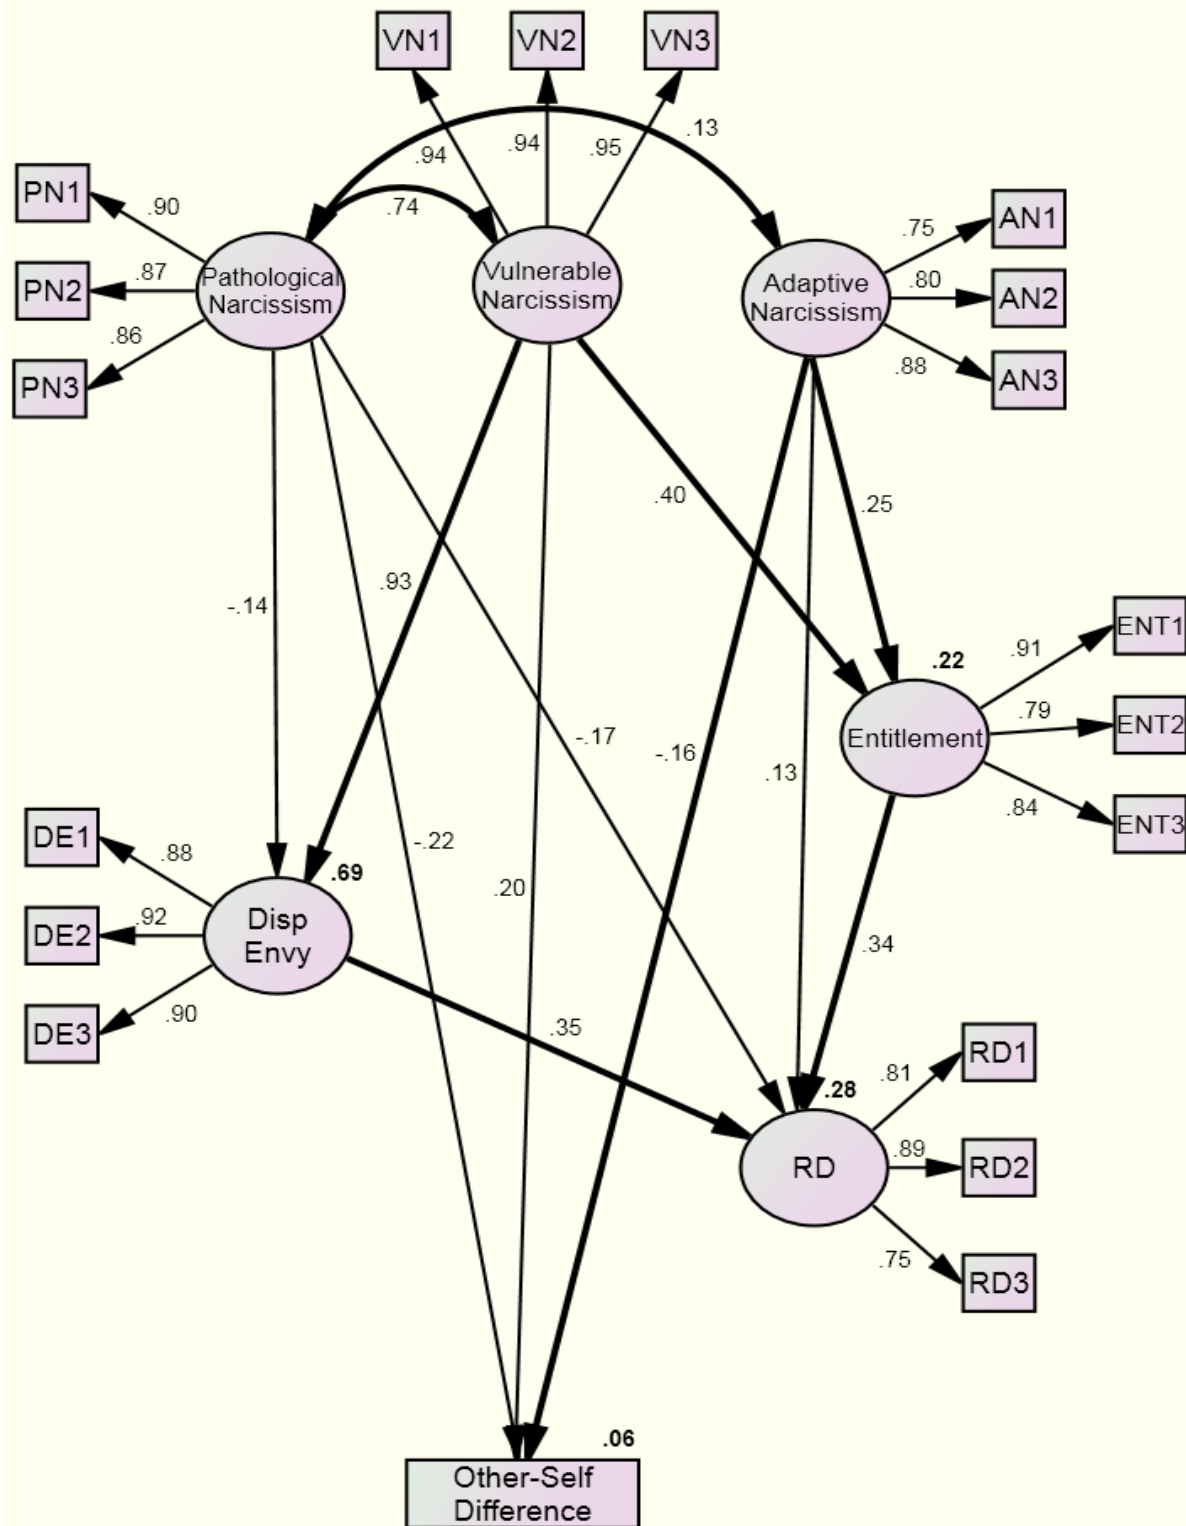 VN1
VN2
VN3
.13
.94
.94
.95
PN1
.90
.74
AN1
.75
Pathological
Narcissism
Vulnerable
Narcissism
Adaptive
Narcissism
PN2
.87
.80
AN2
PN3
.86
.88
AN3
.40
.25
.93
-.14
ENT1
.91
.22
-.17
-.16
.13
Entitlement
.79
ENT2
.84
ENT3
DE1
.88
-.22
.69
.20
DE2
.92
Disp
Envy
.34
DE3
.90
.35
RD1
.81
.28
RD
.89
RD2
.75
RD3
.06
Other-Self
Difference